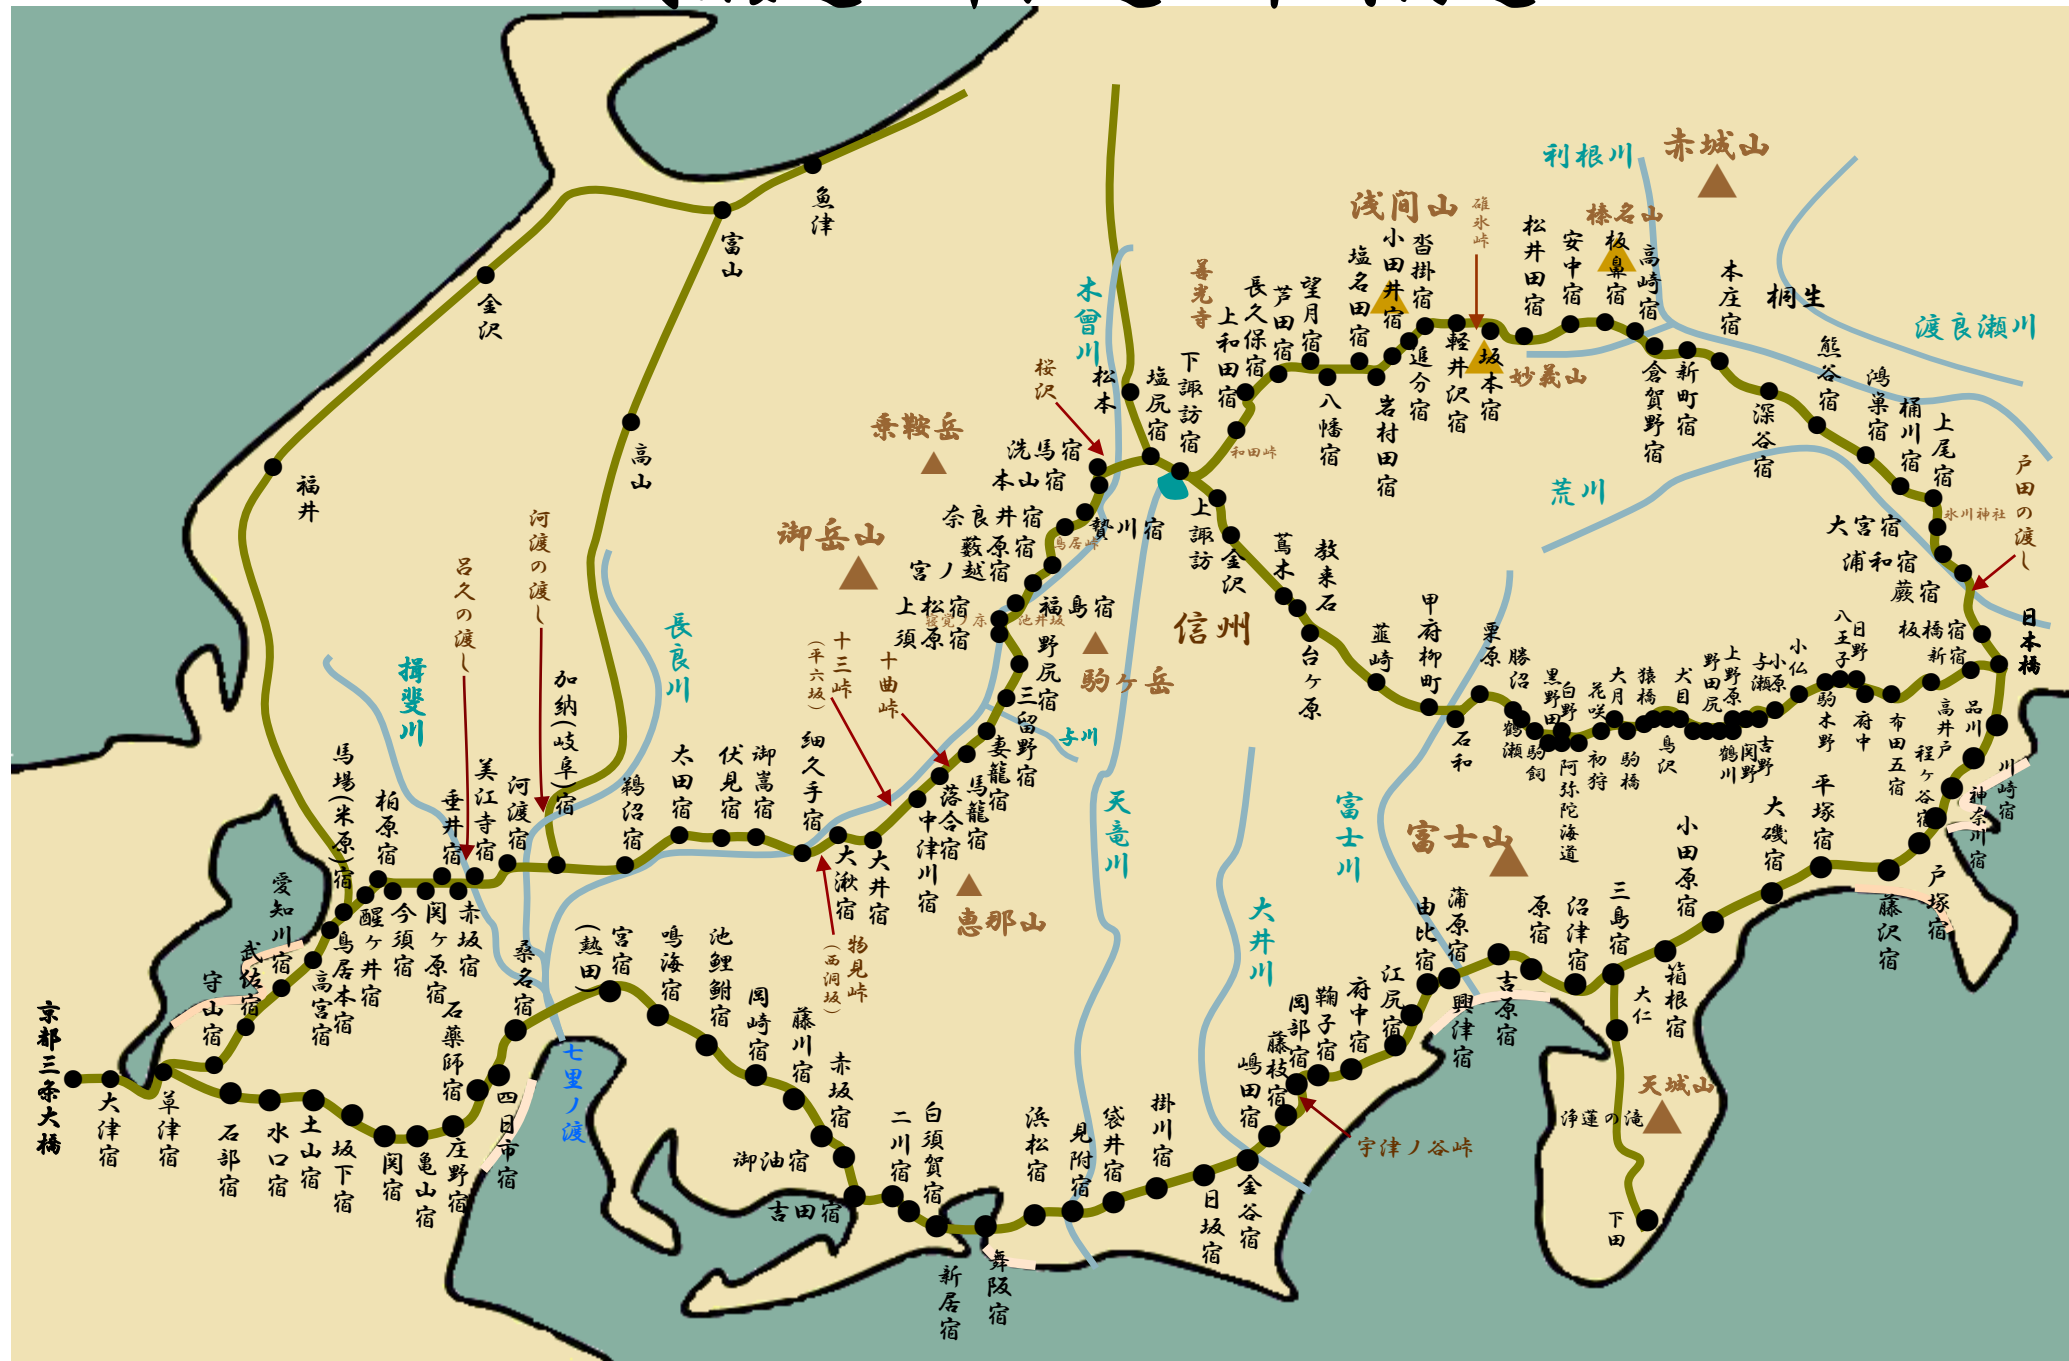 魚津
富山
金沢
高山
福井
利根川
赤城山
浅間山
碓氷峠
榛名山
松井田宿
安中宿
板鼻宿
高崎宿
本庄宿
桐生
渡良瀬川
熊谷宿
鴻巣宿
桶川宿
上尾宿
戸田の渡し
木曾川
善光寺
長久保宿
芦田宿
望月宿
塩名田宿
小田井宿
沓掛宿
上和田宿
下諏訪宿
塩尻宿
松本
桜沢
追分宿
軽井沢宿
坂本宿
妙義山
倉賀野宿
新町宿
深谷宿
八幡宿
岩村田宿
和田峠
荒川
氷川神社
大宮宿
浦和宿
蕨宿
板橋宿
新宿
日本橋
乗鞍岳
洗馬宿
本山宿
奈良井宿
贄川宿
鳥居峠
藪原宿
宮ノ越宿
御岳山
上松宿
福島宿
寝覚ノ床
池井坂
須原宿
野尻宿
駒ヶ岳
信州
三留野宿
妻籠宿
与川
馬龍宿
落合宿
中津川宿
恵那山
上諏訪
金沢
蔦木
教来石
台ヶ原
韮崎
甲府柳町
石和
栗原
勝沼
鶴瀬
駒飼
黒野田
白野
阿弥陀海道
花咲
初狩
大月
駒橋
猿橋
鳥沢
犬目
野田尻
鶴川
上野原
関野
与瀬
吉野
小原
小仏
駒木野
八王子
日野
府中
布田五宿
高井戸
品川
川崎宿
神奈川宿
程ヶ谷宿
戸塚宿
藤沢宿
平塚宿
大磯宿
小田原宿
箱根宿
三島宿
沼津宿
原宿
吉原宿
蒲原宿
由比宿
興津宿
江尻宿
府中宿
鞠子宿
岡部宿
藤枝宿
嶋田宿
金谷宿
日坂宿
掛川宿
袋井宿
見附宿
浜松宿
舞阪宿
新居宿
白須賀宿
二川宿
吉田宿
御油宿
赤坂宿
藤川宿
岡崎宿
池鯉鮒宿
鳴海宿
宮宿
(熱田)
桑名宿
七里ノ渡
四日市宿
石薬師宿
庄野宿
亀山宿
関宿
坂下宿
土山宿
水口宿
石部宿
草津宿
大津宿
京都三条大橋
守山宿
武佐宿
愛知川宿
高宮宿
鳥居本宿
馬場(米原)宿
醒ヶ井宿
柏原宿
今須宿
関ヶ原宿
垂井宿
赤坂宿
美江寺宿
河渡宿
加納(岐阜)宿
鵜沼宿
太田宿
伏見宿
御嵩宿
細久手宿
大湫宿
大井宿
十三峠
(平六坂)
十曲峠
物見峠
(西洞坂)
呂久の渡し
河渡の渡し
揖斐川
長良川
天竜川
大井川
富士川
富士山
宇津ノ谷峠
大仁
天城山
浄蓮の滝
下田